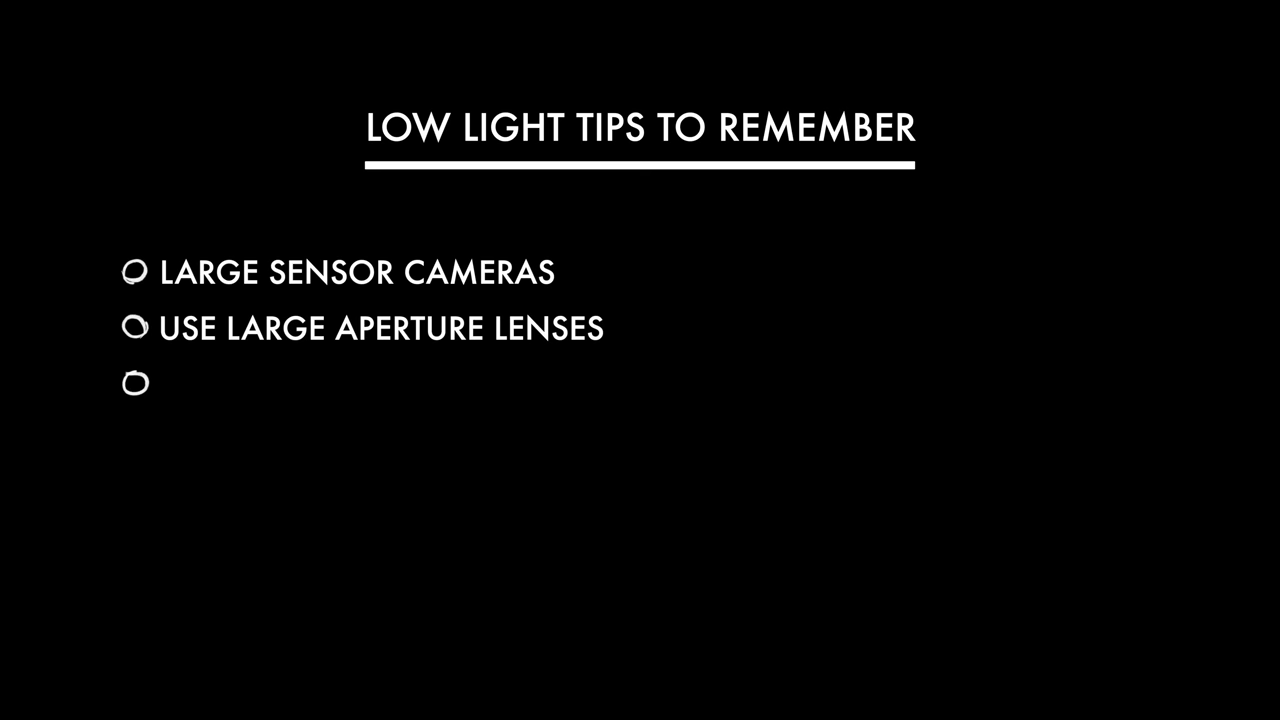 LOW LIGHT TIPS TO REMEMBER
LARGE SENSOR CAMERAS
USE LARGE APERTURE LENSES